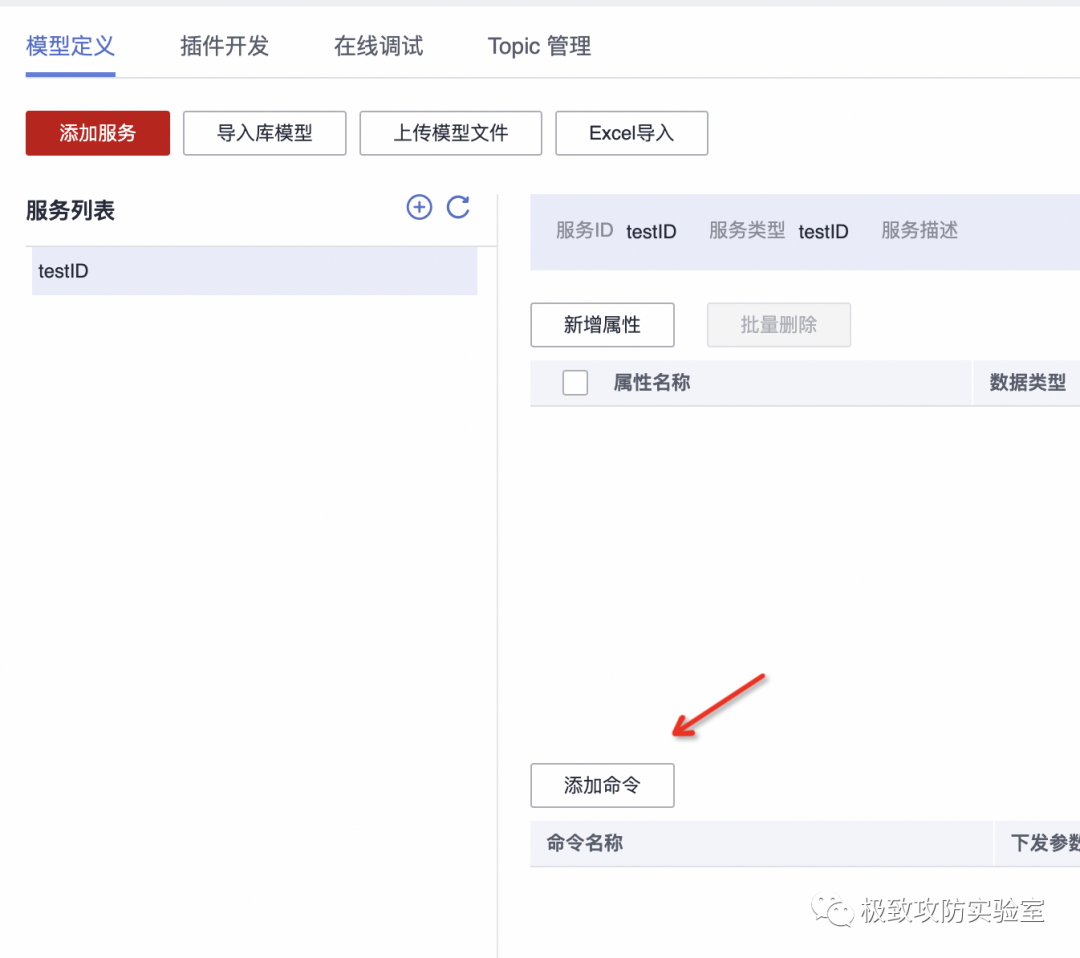 模型定义 插件开发 在线调试 Topic 管理
添加服务 导入库模型 上传模型文件 Excel导入
服务列表
testID
服务ID testID 服务类型 testID 服务描述
新增属性 批量删除
属性名称 数据类型
添加命令
命令名称 下发参数
极致攻防实验室